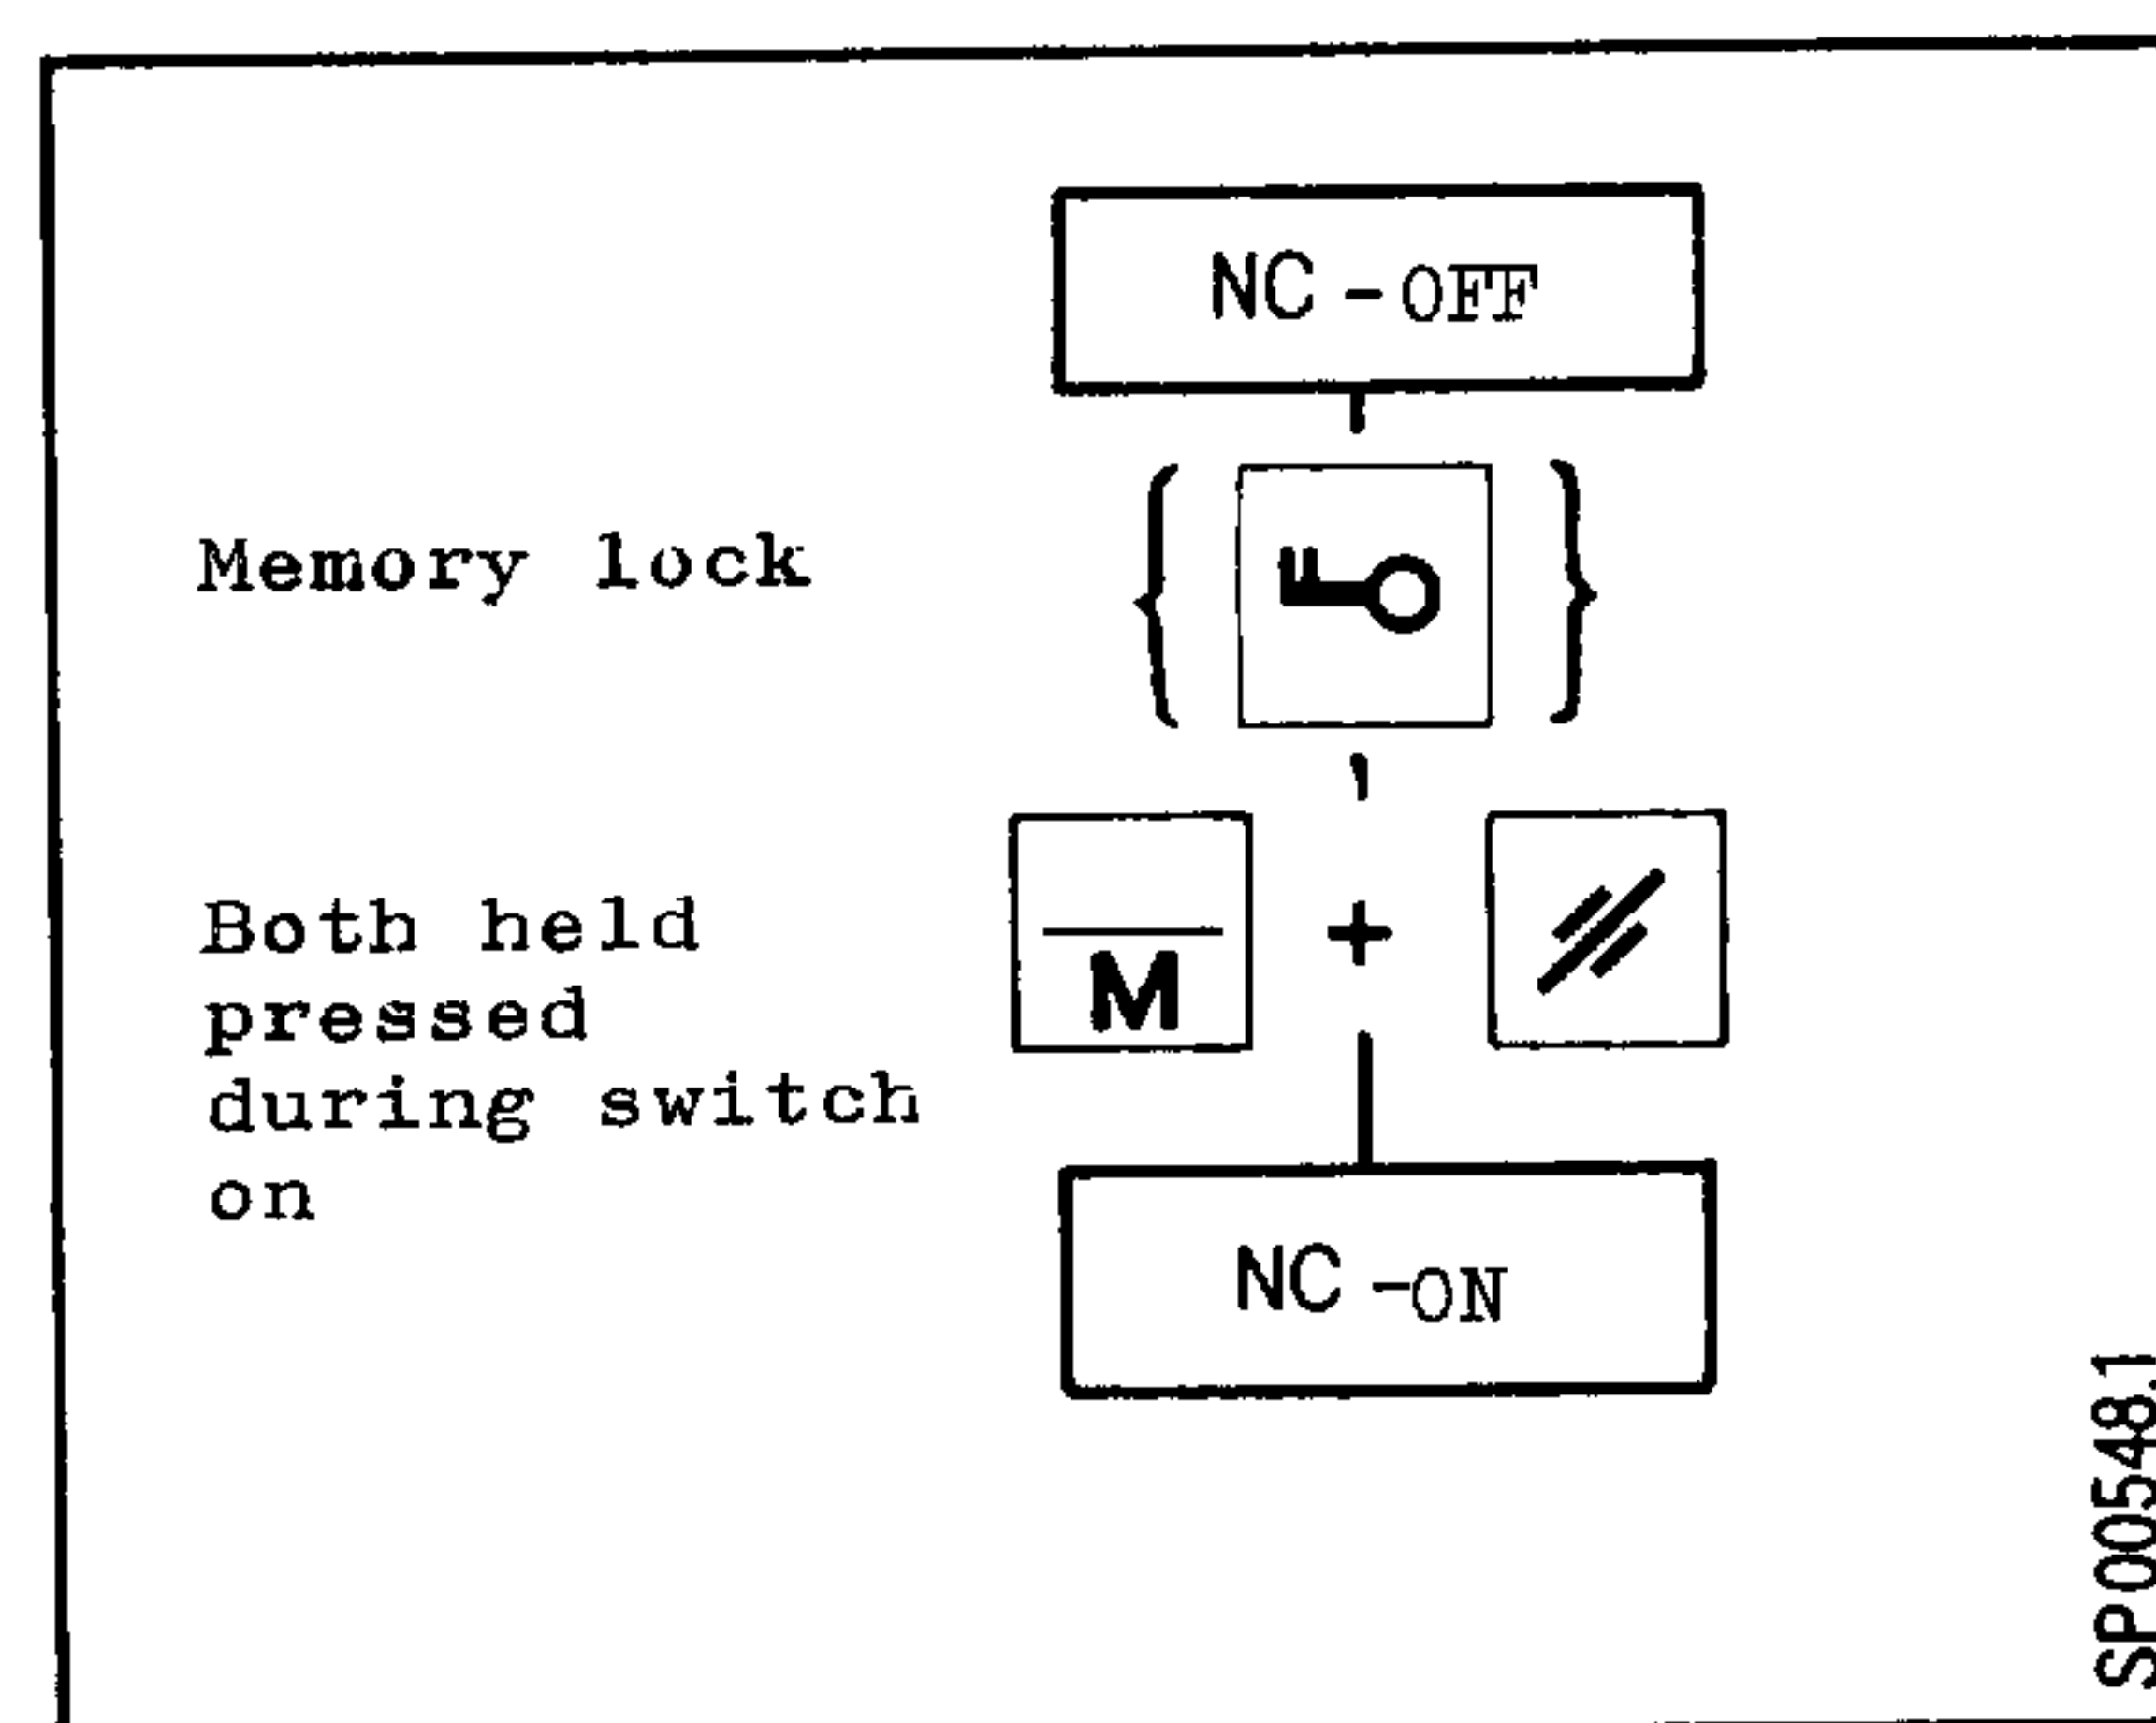 NC - OFF
Memory lock
M
+
Both held
pressed
during switch
on
NC -ON
SP00548.1